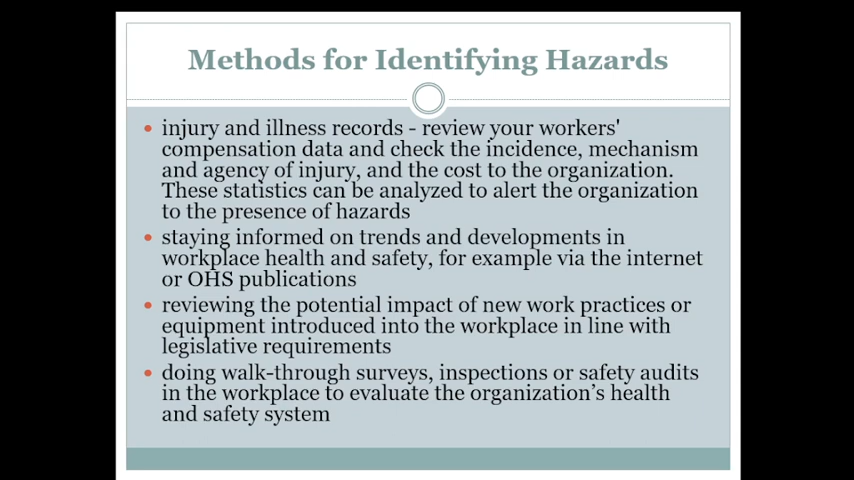 Methods for Identifying Hazards
injury and illness records - review your workers'
compensation data and check the incidence, mechanism
and agency of injury, and the cost to the organization.
These statistics can be analyzed to alert the organization
to the presence of hazards
staying informed on trends and developments in
workplace health and safety, for example via the internet
or OHS publications
reviewing the potential impact of new work practices or
equipment introduced into the workplace in line with
legislative requirements
doing walk-through surveys, inspections or safety audits
in the workplace to evaluate the organization’s health
and safety system